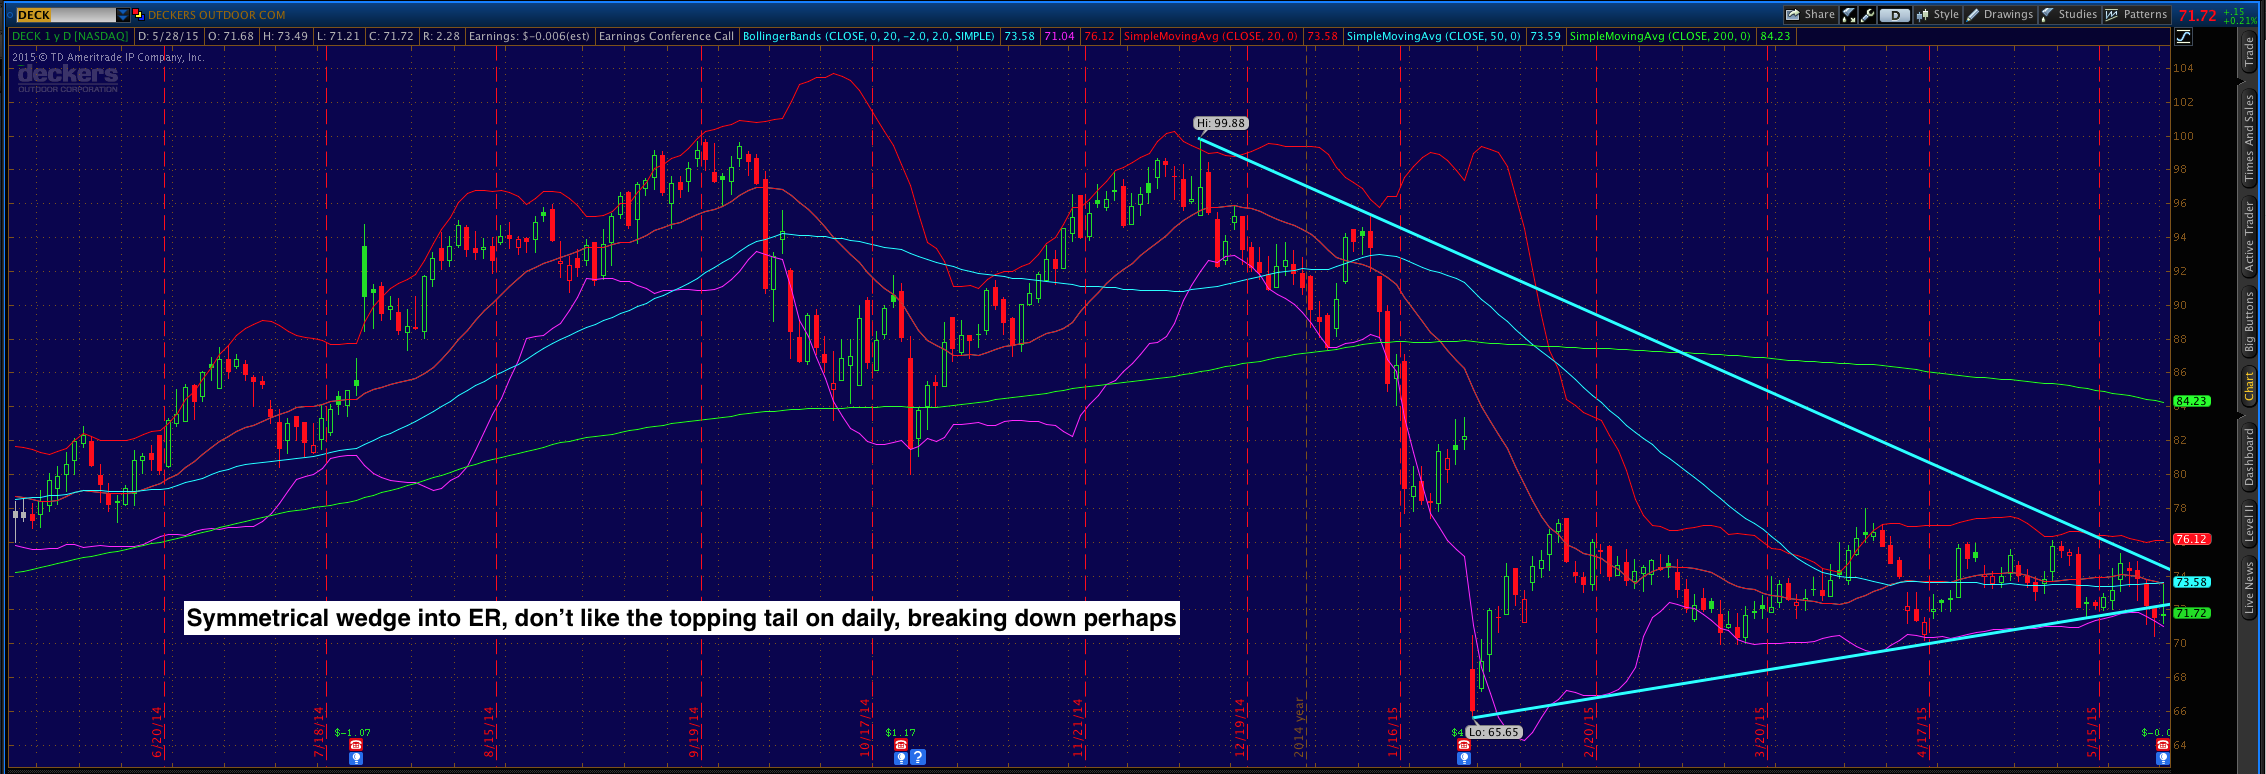 DECK
DECKERS OUTDOOR COM
Share
D
Style
Drawings
Studies
Patterns
71.72
+.15
+0.21%
DECK 1 y D [NASDAQ]
D: 5/28/15
O: 71.68
H: 73.49
L: 71.21
C: 71.72
R: 2.28
Earnings: $-0.006(est)
Earnings Conference Call
BollingerBands (CLOSE, 0, 20, -2.0, 2.0, SIMPLE)
73.58
71.04
76.12
SimpleMovingAvg (CLOSE, 20, 0)
73.58
SimpleMovingAvg (CLOSE, 50, 0)
73.59
SimpleMovingAvg (CLOSE, 200, 0)
84.23
2015 © TD Ameritrade IP Company, Inc.
deckers
OUTDOOR CORPORATION
Hi: 99.88
104
102
100
98
96
94
92
90
88
86
84.23
84
82
80
78
76.12
74
73.58
71.72
70
68
66
64
Symmetrical wedge into ER, don't like the topping tail on daily, breaking down perhaps
Lo: 65.65
6/20/14
7/18/14
8/15/14
9/19/14
10/17/14
11/21/14
12/19/14
2014 year
1/16/15
2/20/15
3/20/15
4/17/15
5/15/15
$-1.07
$1.17
?
$4
$-0.0
Trade
Times And Sales
Active Trader
Big Buttons
Chart
Dashboard
Level II
Live News